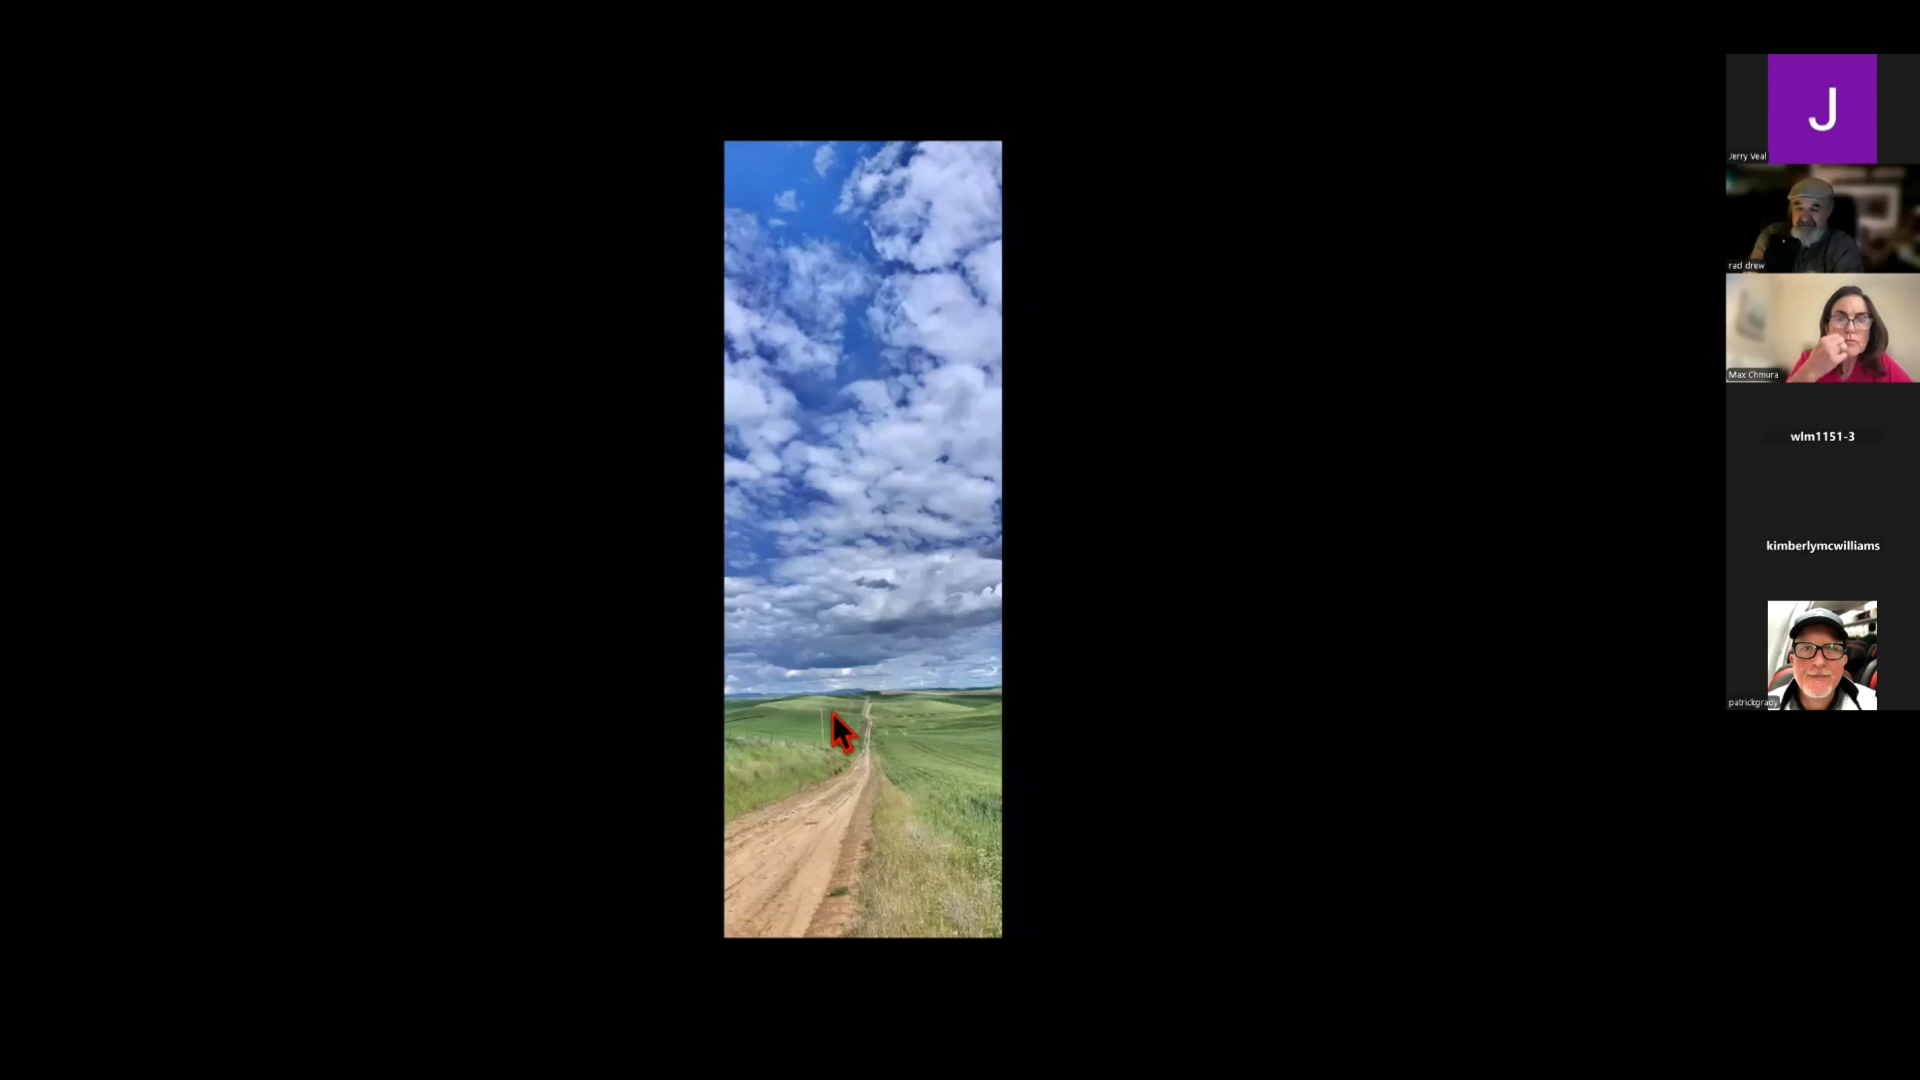 J
Jerry Veal
rad drew
Max Chmura
wlm1151-3
kimberlymcwilliams
patrickgrady